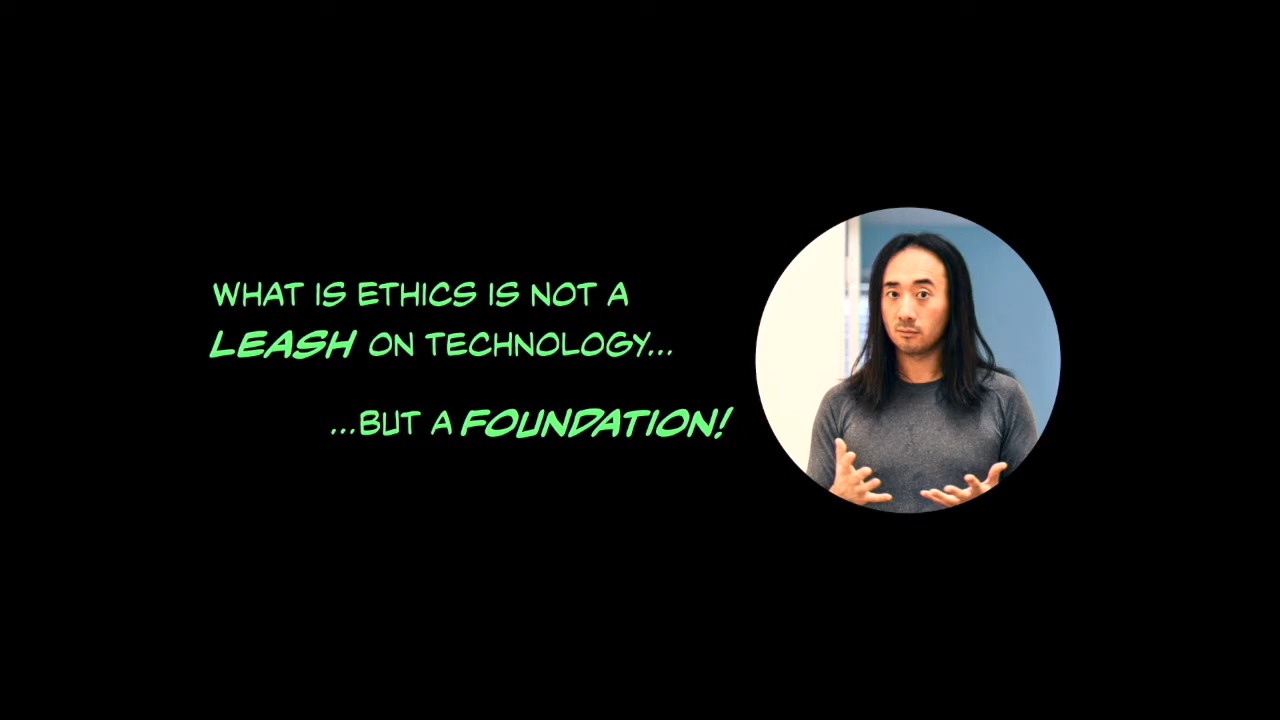 WHAT IS ETHICS IS NOT A
LEASH ON TECHNOLOGY...
...BUT A FOUNDATION!